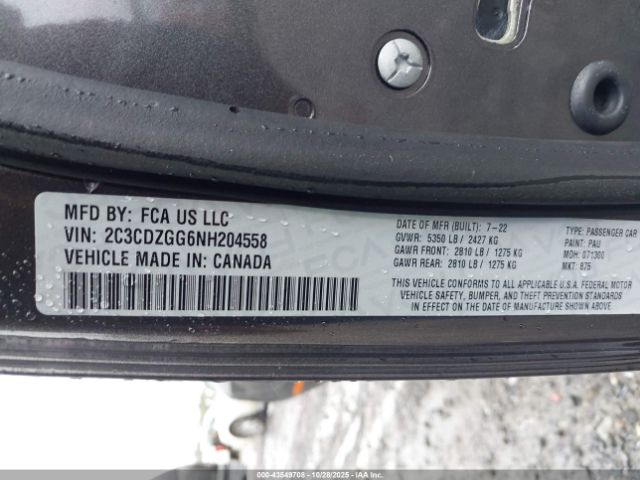 MFD BY: FCA US LLC
VIN: 2C3CDZGG6NH204558
VEHICLE MADE IN: CANADA
DATE OF MFR (BUILT): 7-22
GVWR: 5350 LB / 2427 KG
GAWR FRONT: 2810 LB / 1275 KG
GAWR REAR: 2810 LB / 1275 KG
TYPE: PASSENGER CAR
PAINT: PAU
MDH: 071300
MKT: 875
THIS VEHICLE CONFORMS TO ALL APPLICABLE U.S.A. FEDERAL MOTOR
VEHICLE SAFETY, BUMPER, AND THEFT PREVENTION STANDARDS
IN EFFECT ON THE DATE OF MANUFACTURE SHOWN ABOVE.
000-43549708 - 10/28/2025 - IAAI.com